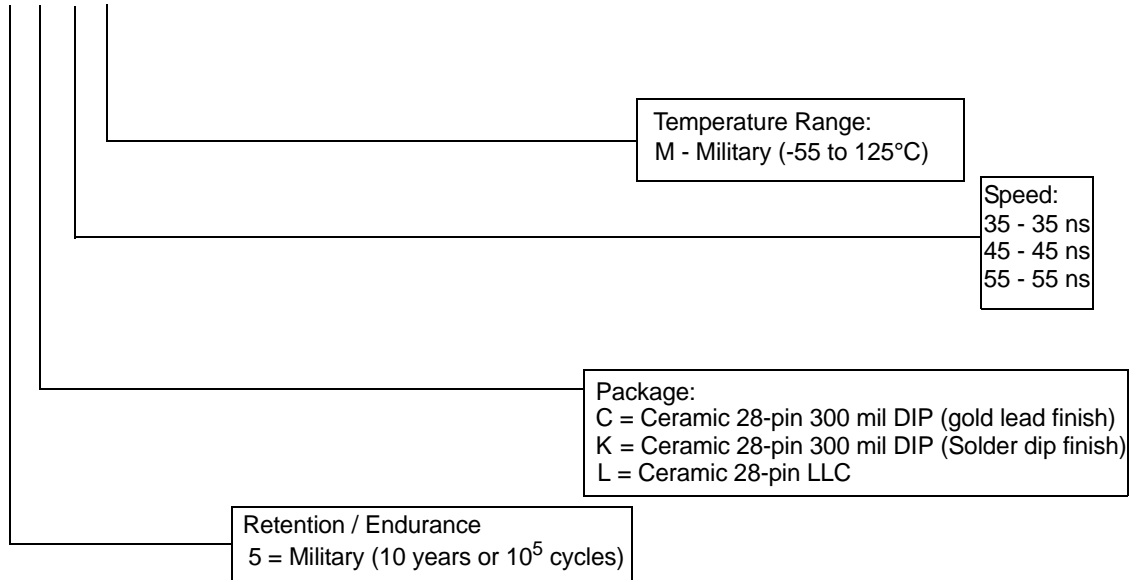 Temperature Range:
M - Military (-55 to 125°C)
Speed:
35 - 35 ns
45 - 45 ns
55 - 55 ns
Package:
C = Ceramic 28-pin 300 mil DIP (gold lead finish)
K = Ceramic 28-pin 300 mil DIP (Solder dip finish)
L = Ceramic 28-pin LLC
Retention / Endurance
5 = Military (10 years or 10⁵ cycles)